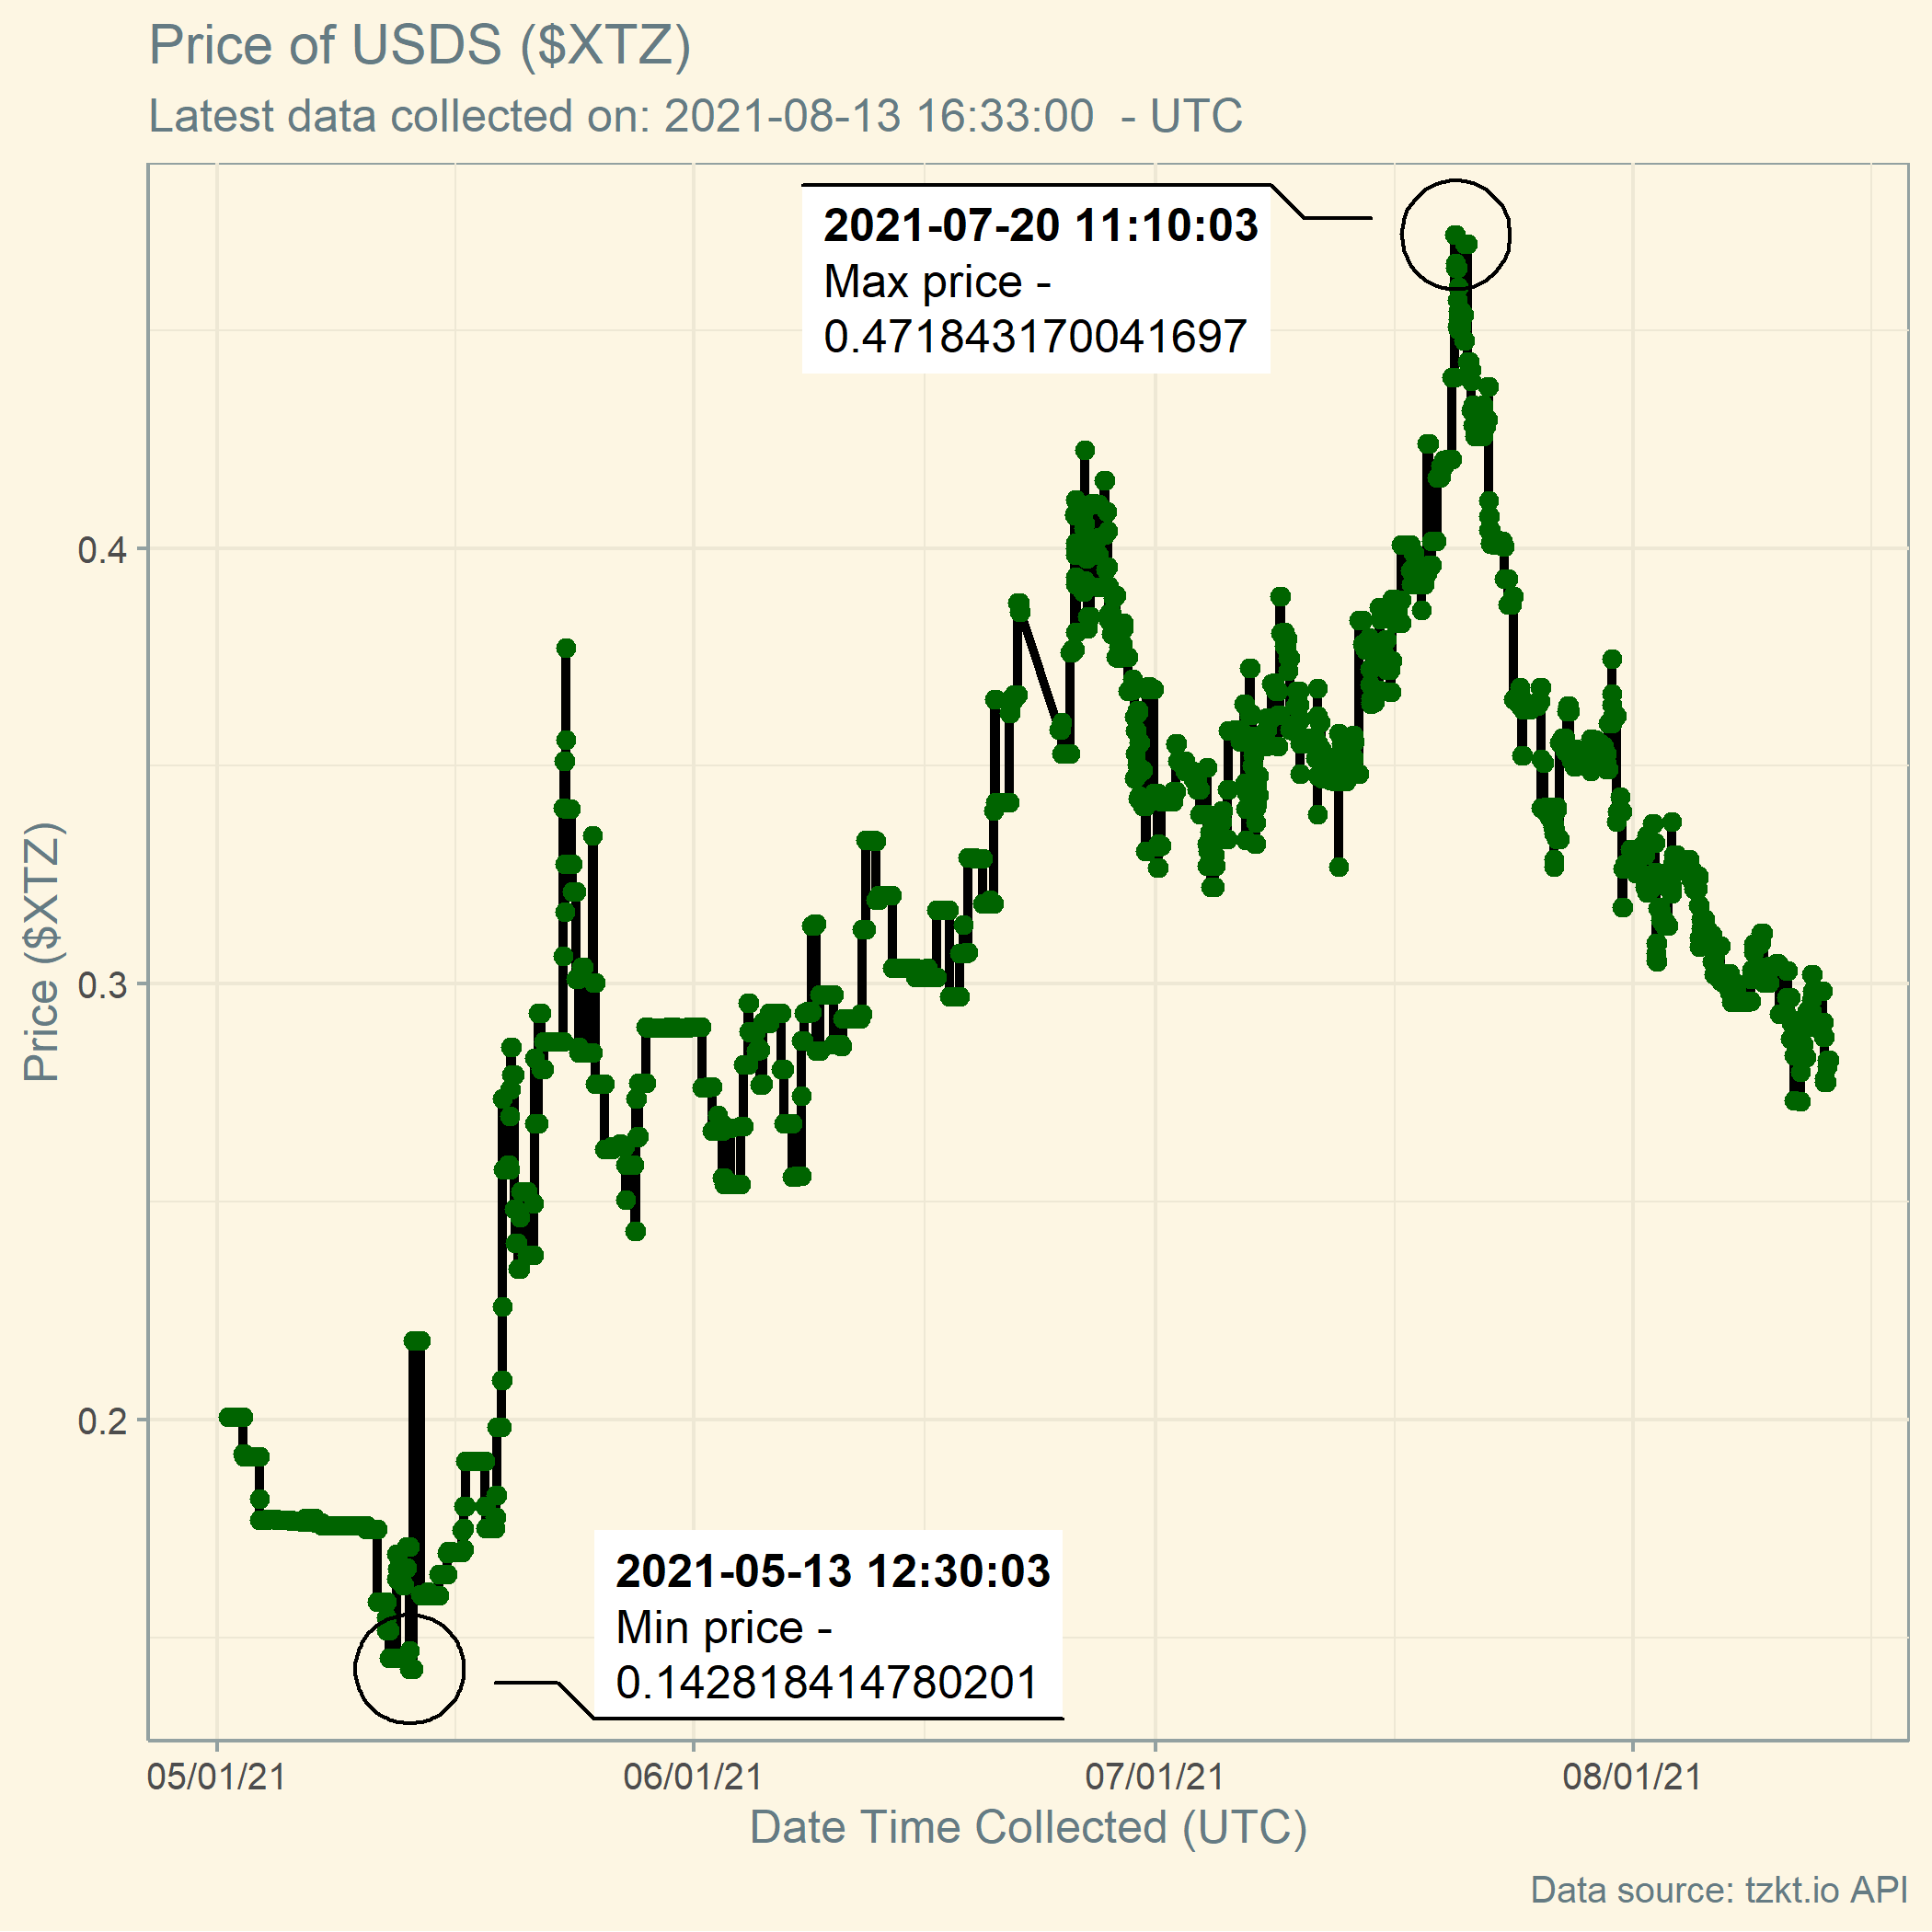 Price of USDS ($XTZ)
Latest data collected on: 2021-08-13 16:33:00  - UTC
2021-07-20 11:10:03
Max price -
0.471843170041697
0.4
0.3
0.2
Price ($XTZ)
2021-05-13 12:30:03
Min price -
0.142818414780201
05/01/21
06/01/21
07/01/21
08/01/21
Date Time Collected (UTC)
Data source: tzkt.io API